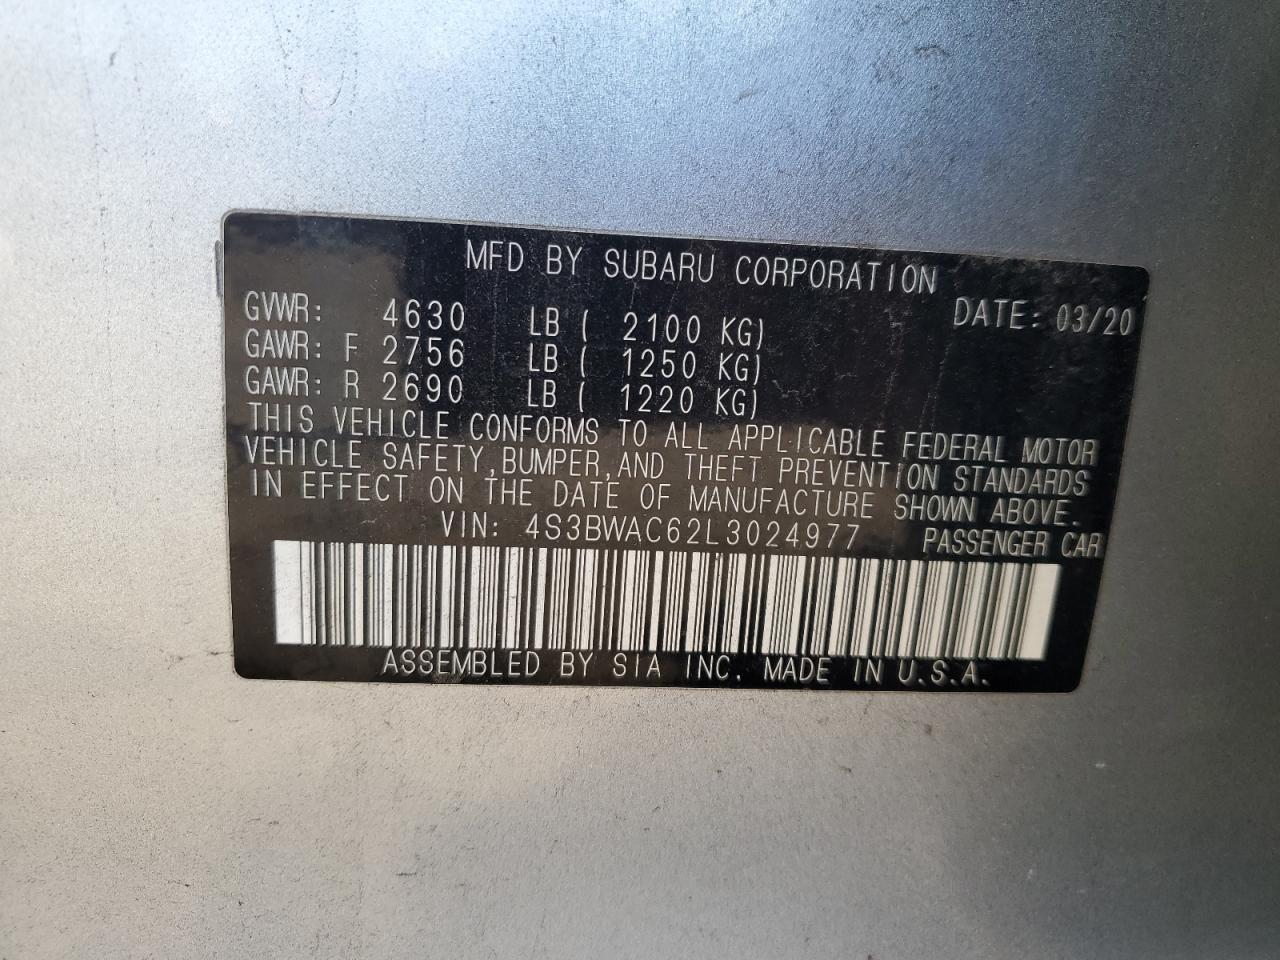 MFD BY SUBARU CORPORATION
GVWR: 4630 LB ( 2100 KG) DATE: 03/20
GAWR: F 2756 LB ( 1250 KG)
GAWR: R 2690 LB ( 1220 KG)
THIS VEHICLE CONFORMS TO ALL APPLICABLE FEDERAL MOTOR
VEHICLE SAFETY, BUMPER, AND THEFT PREVENTION STANDARDS
IN EFFECT ON THE DATE OF MANUFACTURE SHOWN ABOVE.
VIN: 4S3BWAC62L3024977 PASSENGER CAR
ASSEMBLED BY SIA INC. MADE IN U.S.A.